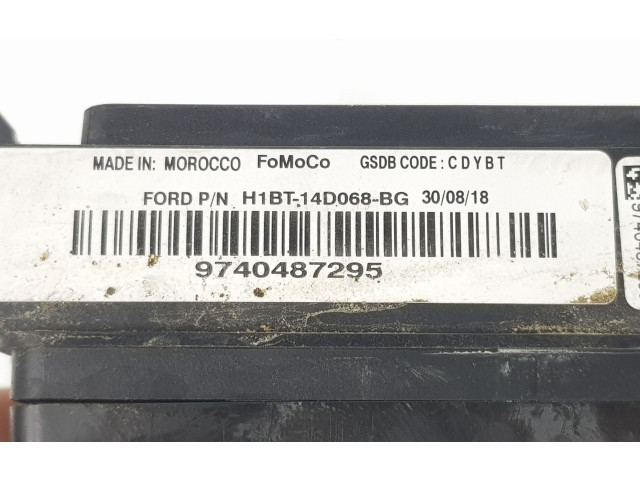 MADE IN: MOROCCO FoMoCo GSDB CODE: CDYBT
FORD P/N H1BT-14D068-BG 30/08/18
9740487295